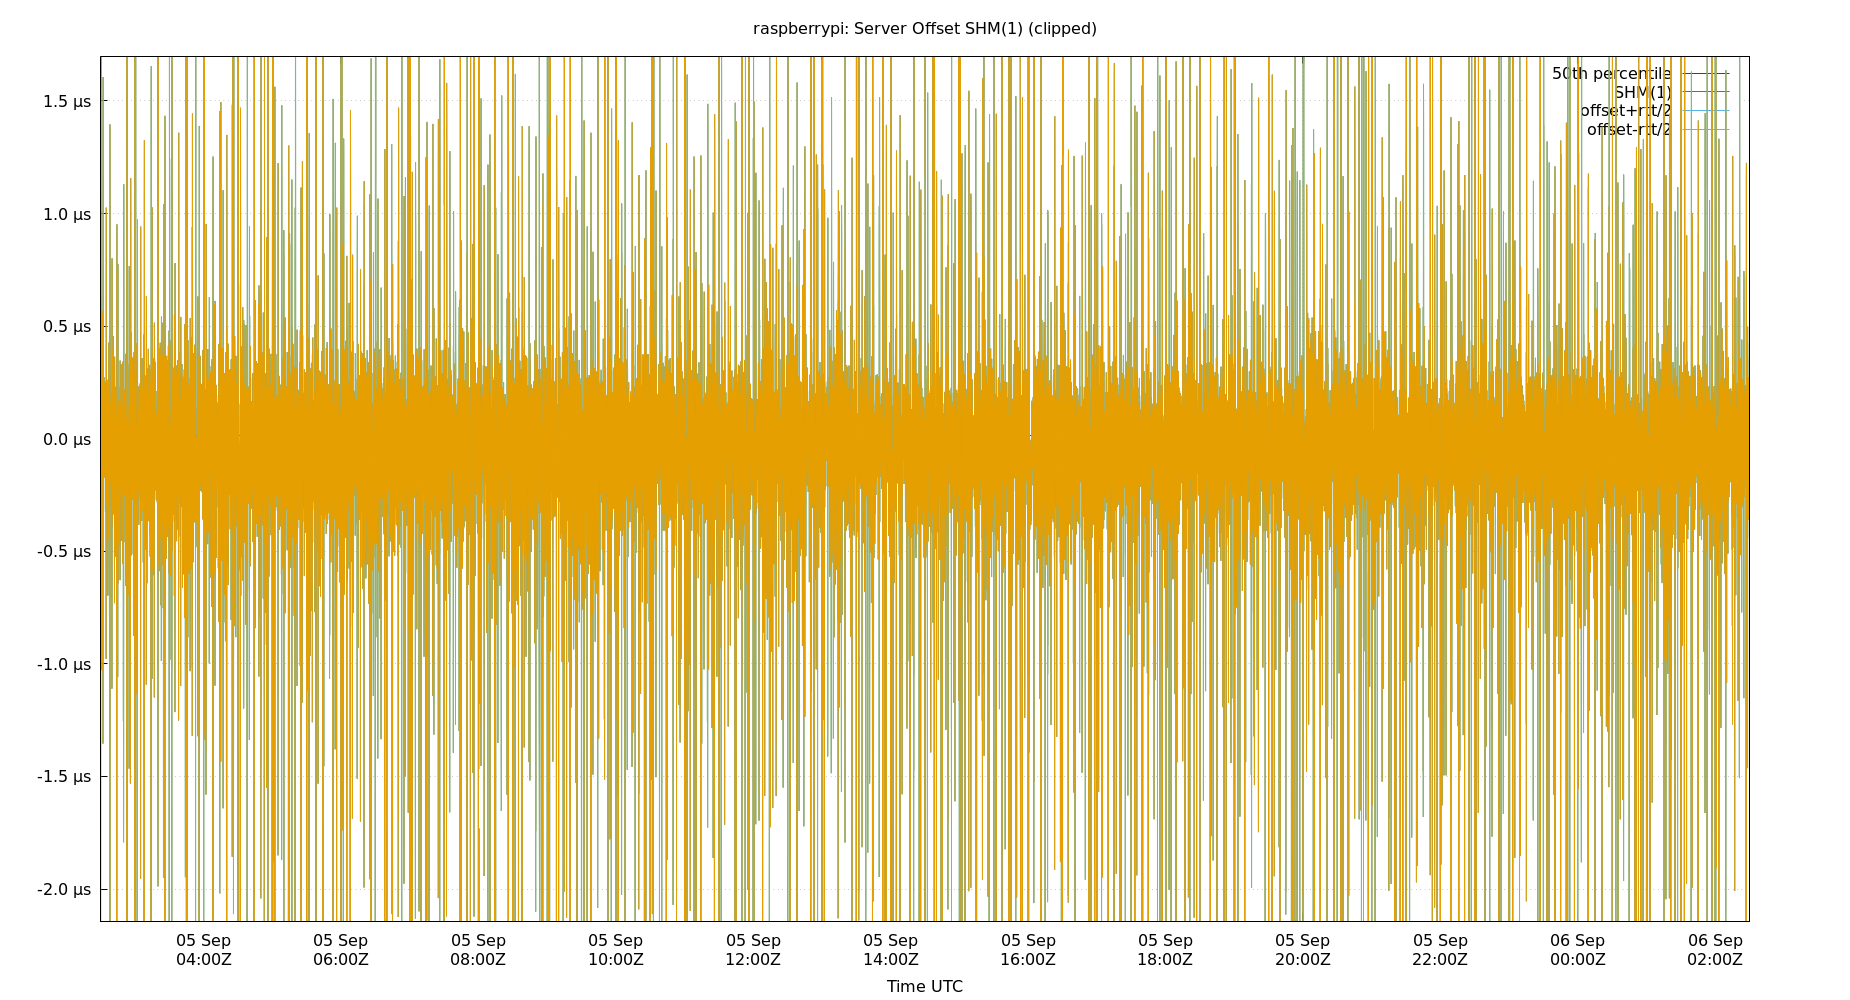 raspberrypi: Server Offset SHM(1) (clipped)
50th percentile
SHM(1)
offset+rtt/2
offset-rtt/2
1.5 µs
1.0 µs
0.5 µs
0.0 µs
-0.5 µs
-1.0 µs
-1.5 µs
-2.0 µs
05 Sep 05 Sep 05 Sep 05 Sep 05 Sep 05 Sep 05 Sep 05 Sep 05 Sep 05 Sep 06 Sep 06 Sep
04:00Z 06:00Z 08:00Z 10:00Z 12:00Z 14:00Z 16:00Z 18:00Z 20:00Z 22:00Z 00:00Z 02:00Z
Time UTC